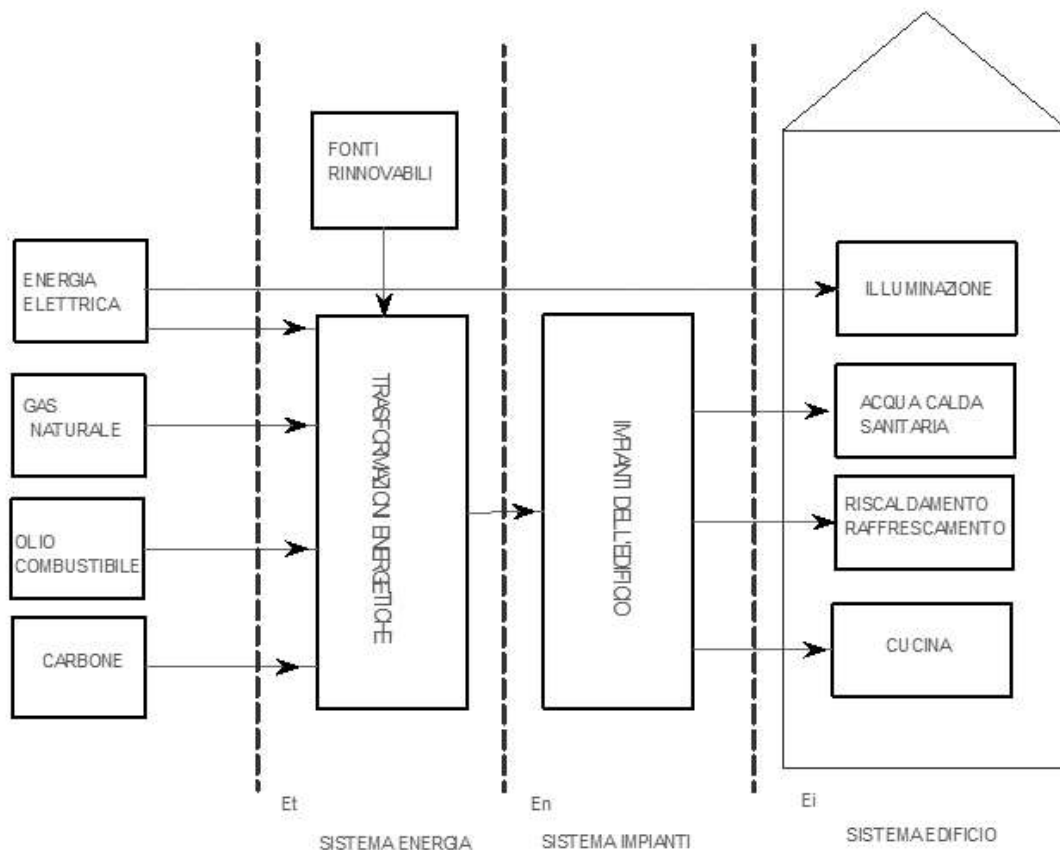 FONTI
RINNOVABILI
ENERGIA
ELETTRICA
ILLUMINAZIONE
GAS
NATURALE
ACQUA CALDA
SANITARIA
OLIO
COMBUSTIBILE
RISCALDAMENTO
RAFFRESCAMENTO
CARBONE
CUCINA
TRASFORMAZIONI ENERGETICHE
IMPIANTI DELL'EDIFICIO
Et
En
Ei
SISTEMA ENERGIA
SISTEMA IMPIANTI
SISTEMA EDIFICIO